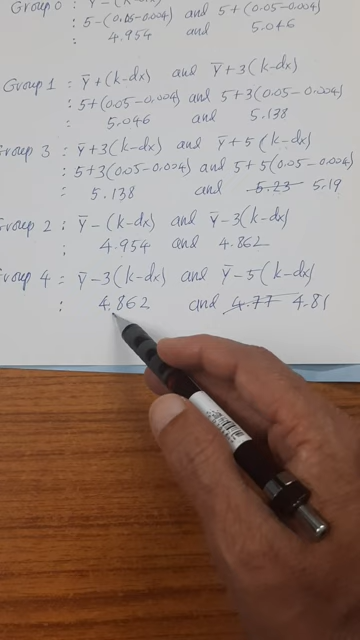 Group 0 : ȳ - (k-dx) and ȳ + (k-dx)
: 5-(0.05-0.004) and 5+(0.05-0.004)
: 4.954 and 5.046
Group 1 : ȳ+(k-dx) and ȳ+3(k-dx)
: 5+(0.05-0.004) and 5+3(0.05-0.004)
: 5.046 and 5.138
Group 3 : ȳ+3(k-dx) and ȳ+5(k-dx)
: 5+3(0.05-0.004) and 5+5(0.05-0.004)
: 5.138 and 5.23 5.19
Group 2 : ȳ-(k-dx) and ȳ-3(k-dx)
: 4.954 and 4.862
Group 4 = ȳ-3(k-dx) and ȳ-5(k-dx)
: 4.862 and 4.77 4.81